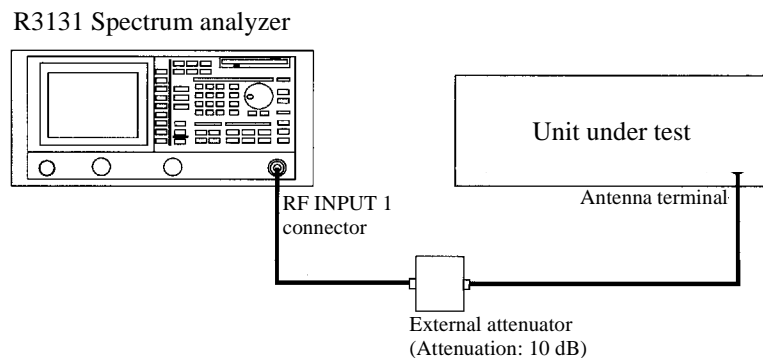 R3131 Spectrum analyzer
Unit under test
RF INPUT 1
connector
Antenna terminal
External attenuator
(Attenuation: 10 dB)